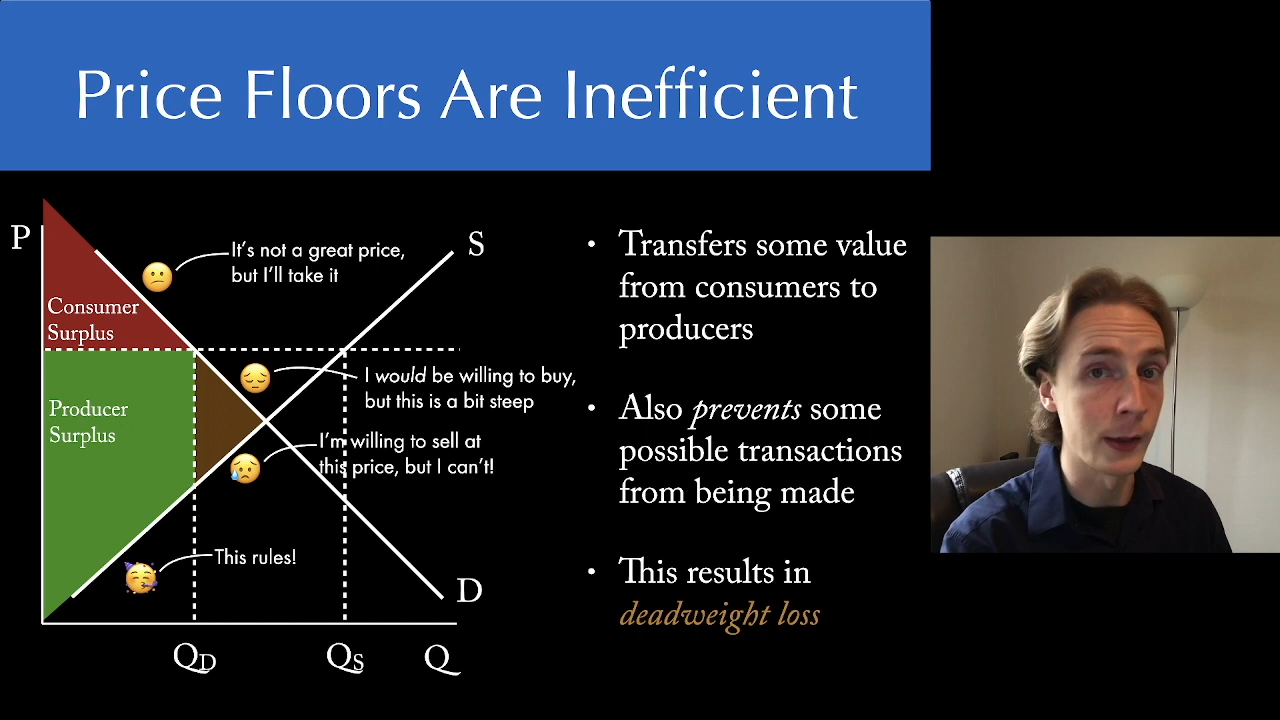 Price Floors Are Inefficient
P
S
It's not a great price,
but I'll take it
Consumer
Surplus
I would be willing to buy,
but this is a bit steep
Producer
Surplus
I'm willing to sell at
this price, but I can't!
This rules!
D
QD
QS
Q
• Transfers some value
from consumers to
producers
• Also prevents some
possible transactions
from being made
• This results in
deadweight loss